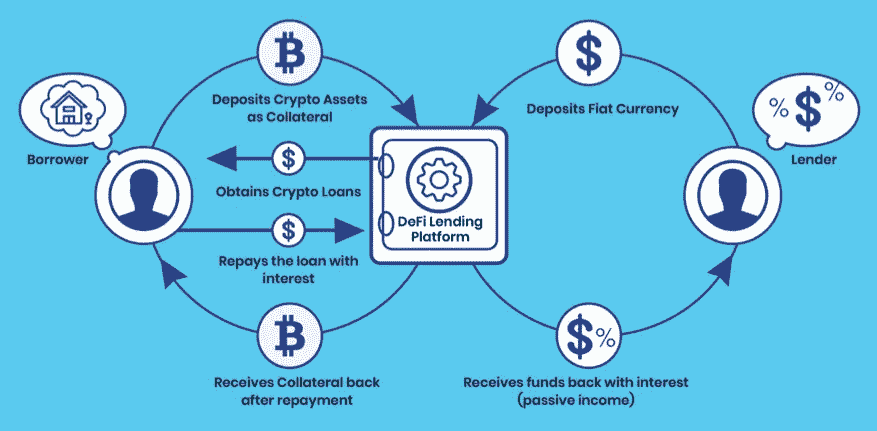 Deposits Crypto Assets
as Collateral
Deposits Fiat Currency
Borrower
Lender
Obtains Crypto Loans
DeFi Lending
Platform
Repays the loan with
interest
Receives Collateral back
after repayment
Receives funds back with interest
(passive income)